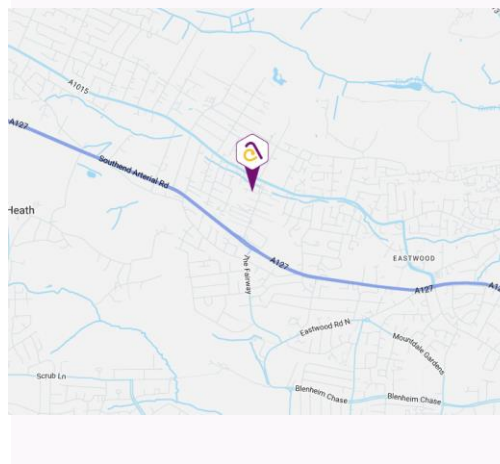 A1015
A127
Southend Arterial Rd
Heath
The Fairway
A127
EASTWOOD
A127
Eastwood Rd N
Mountdale Gardens
Scrub Ln
Blenheim Chase
Blenheim Chase